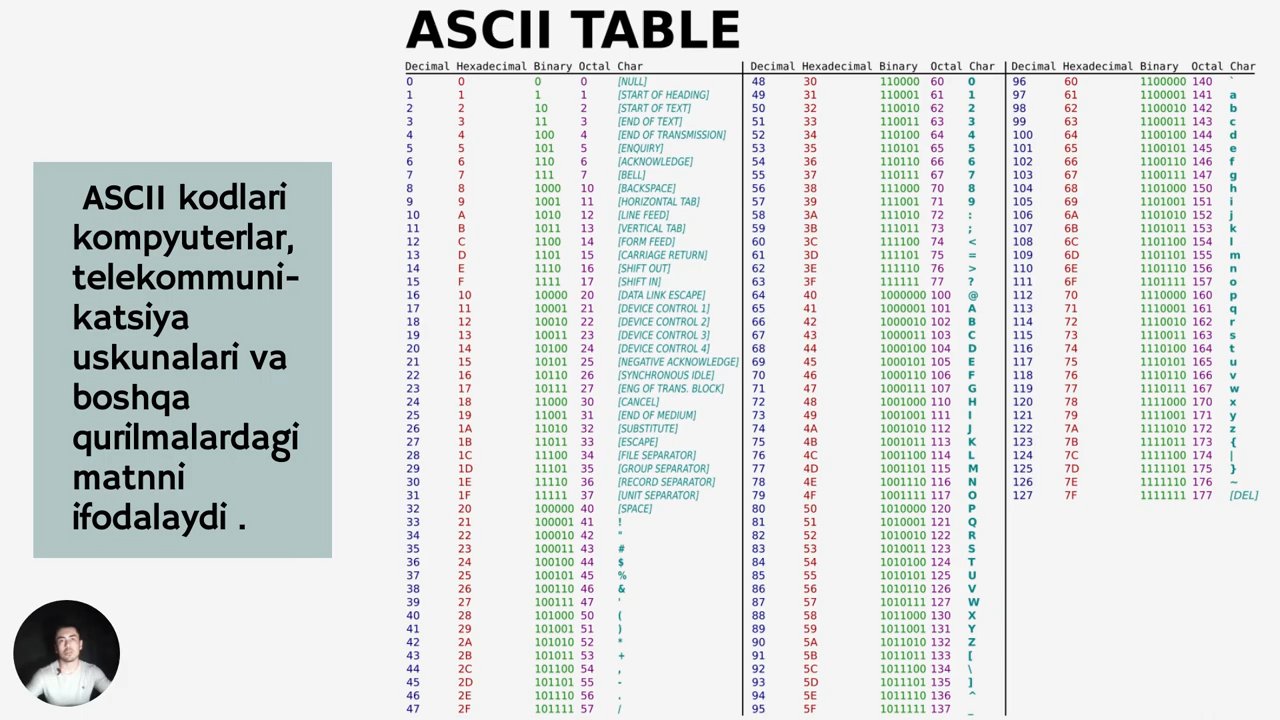 ASCII TABLE
ASCII kodlari
kompyuterlar,
telekommuni-
katsiya
uskunalari va
boshqa
qurilmalardagi
matnni
ifodalaydi .
Decimal Hexadecimal Binary Octal Char
0 0 0 0 [NULL]
1 1 1 1 [START OF HEADING]
2 2 10 2 [START OF TEXT]
3 3 11 3 [END OF TEXT]
4 4 100 4 [END OF TRANSMISSION]
5 5 101 5 [ENQUIRY]
6 6 110 6 [ACKNOWLEDGE]
7 7 111 7 [BELL]
8 8 1000 10 [BACKSPACE]
9 9 1001 11 [HORIZONTAL TAB]
10 A 1010 12 [LINE FEED]
11 B 1011 13 [VERTICAL TAB]
12 C 1100 14 [FORM FEED]
13 D 1101 15 [CARRIAGE RETURN]
14 E 1110 16 [SHIFT OUT]
15 F 1111 17 [SHIFT IN]
16 10 10000 20 [DATA LINK ESCAPE]
17 11 10001 21 [DEVICE CONTROL 1]
18 12 10010 22 [DEVICE CONTROL 2]
19 13 10011 23 [DEVICE CONTROL 3]
20 14 10100 24 [DEVICE CONTROL 4]
21 15 10101 25 [NEGATIVE ACKNOWLEDGE]
22 16 10110 26 [SYNCHRONOUS IDLE]
23 17 10111 27 [ENG OF TRANS. BLOCK]
24 18 11000 30 [CANCEL]
25 19 11001 31 [END OF MEDIUM]
26 1A 11010 32 [SUBSTITUTE]
27 1B 11011 33 [ESCAPE]
28 1C 11100 34 [FILE SEPARATOR]
29 1D 11101 35 [GROUP SEPARATOR]
30 1E 11110 36 [RECORD SEPARATOR]
31 1F 11111 37 [UNIT SEPARATOR]
32 20 100000 40 [SPACE]
33 21 100001 41 !
34 22 100010 42 "
35 23 100011 43 #
36 24 100100 44 $
37 25 100101 45 %
38 26 100110 46 &
39 27 100111 47 '
40 28 101000 50 (
41 29 101001 51 )
42 2A 101010 52 *
43 2B 101011 53 +
44 2C 101100 54 ,
45 2D 101101 55 -
46 2E 101110 56 .
47 2F 101111 57 /
Decimal Hexadecimal Binary Octal Char
48 30 110000 60 0
49 31 110001 61 1
50 32 110010 62 2
51 33 110011 63 3
52 34 110100 64 4
53 35 110101 65 5
54 36 110110 66 6
55 37 110111 67 7
56 38 111000 70 8
57 39 111001 71 9
58 3A 111010 72 :
59 3B 111011 73 ;
60 3C 111100 74 <
61 3D 111101 75 =
62 3E 111110 76 >
63 3F 111111 77 ?
64 40 1000000 100 @
65 41 1000001 101 A
66 42 1000010 102 B
67 43 1000011 103 C
68 44 1000100 104 D
69 45 1000101 105 E
70 46 1000110 106 F
71 47 1000111 107 G
72 48 1001000 110 H
73 49 1001001 111 I
74 4A 1001010 112 J
75 4B 1001011 113 K
76 4C 1001100 114 L
77 4D 1001101 115 M
78 4E 1001110 116 N
79 4F 1001111 117 O
80 50 1010000 120 P
81 51 1010001 121 Q
82 52 1010010 122 R
83 53 1010011 123 S
84 54 1010100 124 T
85 55 1010101 125 U
86 56 1010110 126 V
87 57 1010111 127 W
88 58 1011000 130 X
89 59 1011001 131 Y
90 5A 1011010 132 Z
91 5B 1011011 133 [
92 5C 1011100 134 \
93 5D 1011101 135 ]
94 5E 1011110 136 ^
95 5F 1011111 137 _
Decimal Hexadecimal Binary Octal Char
96 60 1100000 140 `
97 61 1100001 141 a
98 62 1100010 142 b
99 63 1100011 143 c
100 64 1100100 144 d
101 65 1100101 145 e
102 66 1100110 146 f
103 67 1100111 147 g
104 68 1101000 150 h
105 69 1101001 151 i
106 6A 1101010 152 j
107 6B 1101011 153 k
108 6C 1101100 154 l
109 6D 1101101 155 m
110 6E 1101110 156 n
111 6F 1101111 157 o
112 70 1110000 160 p
113 71 1110001 161 q
114 72 1110010 162 r
115 73 1110011 163 s
116 74 1110100 164 t
117 75 1110101 165 u
118 76 1110110 166 v
119 77 1110111 167 w
120 78 1111000 170 x
121 79 1111001 171 y
122 7A 1111010 172 z
123 7B 1111011 173 {
124 7C 1111100 174 |
125 7D 1111101 175 }
126 7E 1111110 176 ~
127 7F 1111111 177 [DEL]